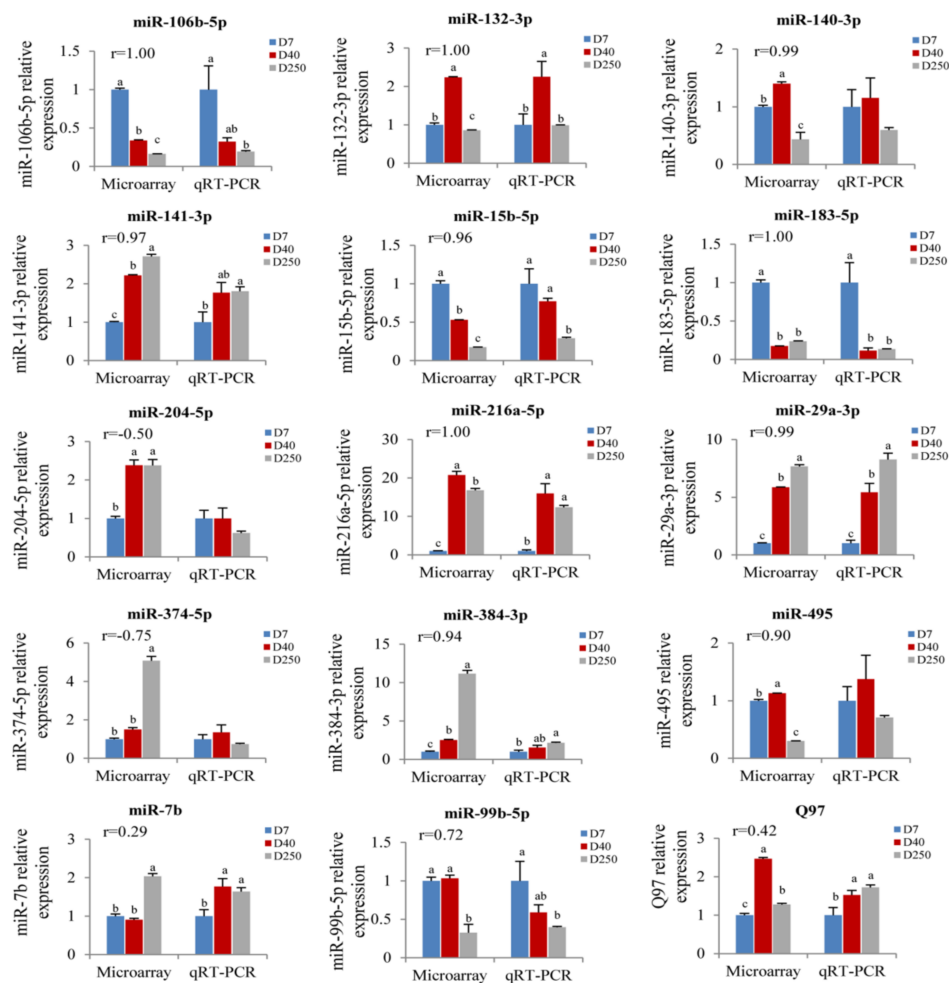 miR-106b-5p
miR-106b-5p relative
expression
1.5
1
0.5
0
r=1.00
a
b
c
a
ab
b
Microarray
qRT-PCR
D7
D40
D250
miR-132-3p
miR-132-3p relative
expression
3
2
1
0
r=1.00
b
a
c
b
a
b
Microarray
qRT-PCR
D7
D40
D250
miR-140-3p
miR-140-3p relative
expression
2
1
0
r=0.99
b
a
c
Microarray
qRT-PCR
D7
D40
D250
miR-141-3p
miR-141-3p relative
expression
3
2
1
0
r=0.97
c
b
a
b
ab
a
Microarray
qRT-PCR
D7
D40
D250
miR-15b-5p
miR-15b-5p relative
expression
1.5
1
0.5
0
r=0.96
a
b
c
a
a
b
Microarray
qRT-PCR
D7
D40
D250
miR-183-5p
miR-183-5p relative
expression
1.5
1
0.5
0
r=1.00
a
b
b
a
b
b
Microarray
qRT-PCR
D7
D40
D250
miR-204-5p
miR-204-5p relative
expression
3
2
1
0
r=-0.50
b
a
a
Microarray
qRT-PCR
D7
D40
D250
miR-216a-5p
miR-216a-5p relative
expression
30
20
10
0
r=1.00
c
a
b
b
a
a
Microarray
qRT-PCR
D7
D40
D250
miR-29a-3p
miR-29a-3p relative
expression
10
5
0
r=0.99
c
b
a
c
b
a
Microarray
qRT-PCR
D7
D40
D250
miR-374-5p
miR-374-5p relative
expression
6
4
2
0
r=-0.75
b
b
a
Microarray
qRT-PCR
D7
D40
D250
miR-384-3p
miR-384-3p relative
expression
15
10
5
0
r=0.94
c
b
a
b
ab
a
Microarray
qRT-PCR
D7
D40
D250
miR-495
miR-495 relative
expression
2
1
0
r=0.90
b
a
c
Microarray
qRT-PCR
D7
D40
D250
miR-7b
miR-7b relative
expression
3
2
1
0
r=0.29
b
b
a
b
a
a
Microarray
qRT-PCR
D7
D40
D250
miR-99b-5p
miR-99b-5p relative
expression
1.5
1
0.5
0
r=0.72
a
a
b
a
ab
b
Microarray
qRT-PCR
D7
D40
D250
Q97
Q97 relative
expression
3
2
1
0
r=0.42
c
a
b
b
a
a
Microarray
qRT-PCR
D7
D40
D250